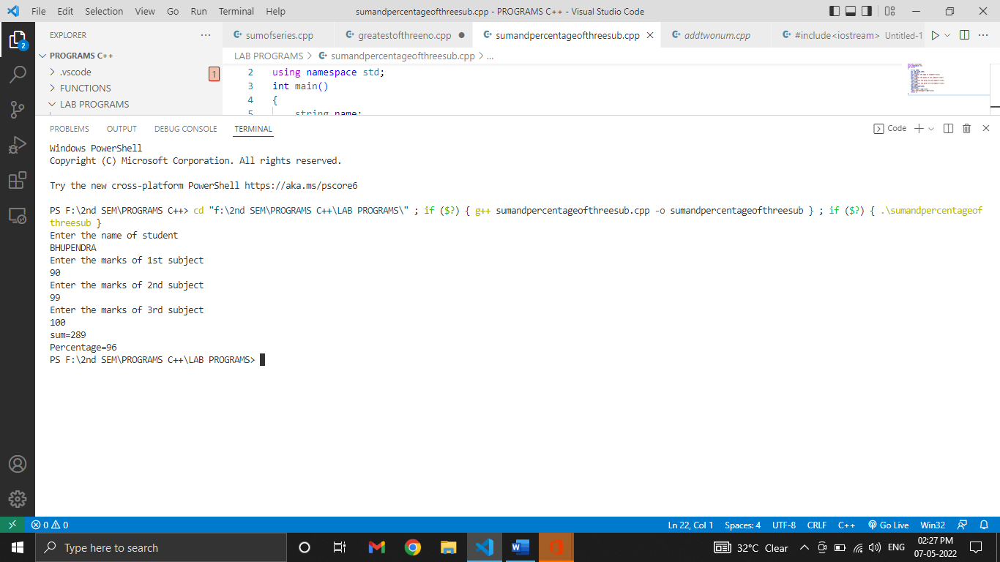 File Edit Selection View Go Run Terminal Help sumandpercentageofthreesub.cpp - PROGRAMS C++ - Visual Studio Code
EXPLORER
sumofseries.cpp greatestofthreeno.cpp sumandpercentageofthreesub.cpp addtwonum.cpp #include<iostream> Untitled-1
2
PROGRAMS C++
LAB PROGRAMS > sumandpercentageofthreesub.cpp > ...
.vscode
1
FUNCTIONS
LAB PROGRAMS
2 using namespace std;
3 int main()
4 {
5 string name;
PROBLEMS OUTPUT DEBUG CONSOLE TERMINAL Code
Windows PowerShell
Copyright (C) Microsoft Corporation. All rights reserved.
Try the new cross-platform PowerShell https://aka.ms/pscore6
PS F:\2nd SEM\PROGRAMS C++> cd "f:\2nd SEM\PROGRAMS C++\LAB PROGRAMS\" ; if ($?) { g++ sumandpercentageofthreesub.cpp -o sumandpercentageofthreesub } ; if ($?) { .\sumandpercentageof
threesub }
Enter the name of student
BHUPENDRA
Enter the marks of 1st subject
90
Enter the marks of 2nd subject
99
Enter the marks of 3rd subject
100
sum=289
Percentage=96
PS F:\2nd SEM\PROGRAMS C++\LAB PROGRAMS>
0 0 Ln 22, Col 1 Spaces: 4 UTF-8 CRLF C++ Go Live Win32
Type here to search 32°C Clear ENG 02:27 PM
07-05-2022